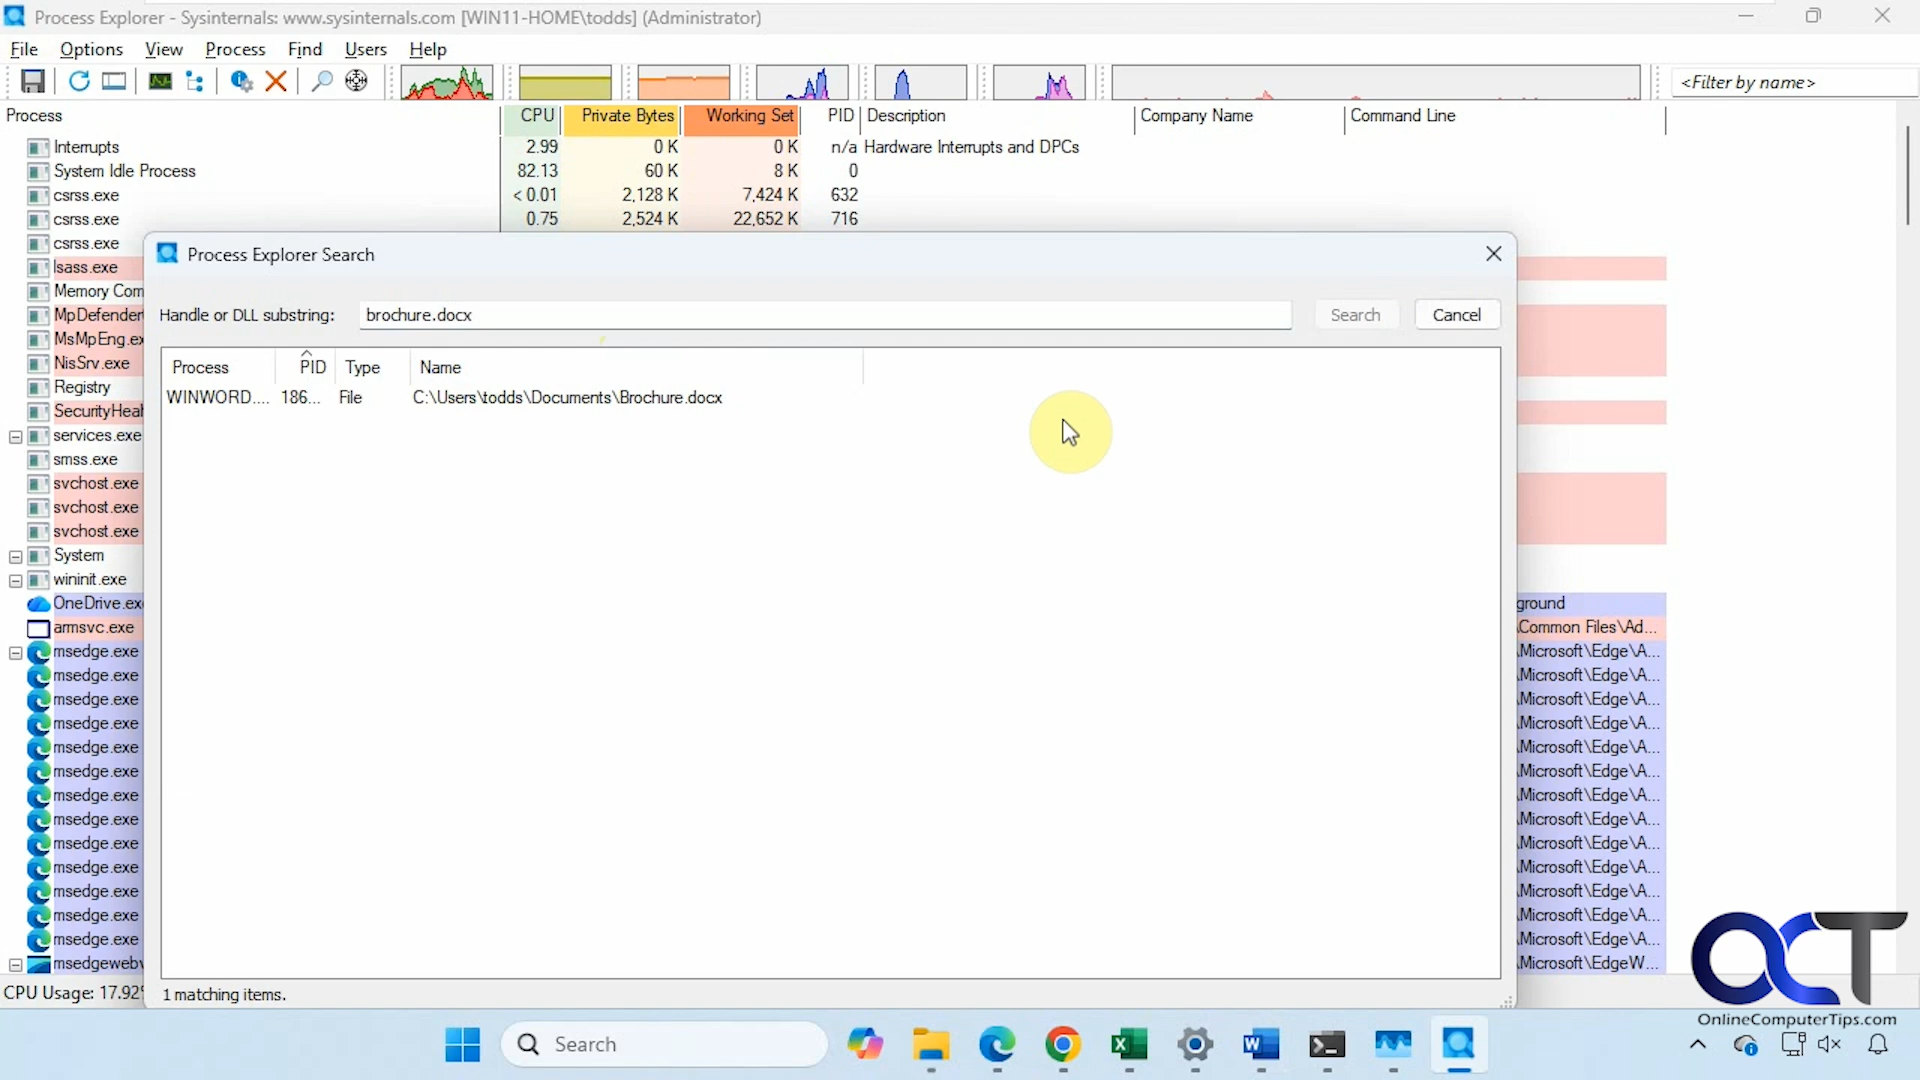 Process Explorer - Sysinternals: www.sysinternals.com [WIN11-HOME\todds] (Administrator)
File Options View Process Find Users Help
<Filter by name>
Process CPU Private Bytes Working Set PID Description Company Name Command Line
Interrupts 2.99 0 K 0 K n/a Hardware Interrupts and DPCs
System Idle Process 82.13 60 K 8 K 0
csrss.exe < 0.01 2,128 K 7,424 K 632
csrss.exe 0.75 2,524 K 22,652 K 716
csrss.exe
lsass.exe
Memory Com
MpDefender
MsMpEng.ex
NisSrv.exe
Registry
SecurityHeal
services.exe
smss.exe
svchost.exe
svchost.exe
svchost.exe
System
wininit.exe
OneDrive.exe
armsvc.exe
msedge.exe
msedge.exe
msedge.exe
msedge.exe
msedge.exe
msedge.exe
msedge.exe
msedge.exe
msedge.exe
msedge.exe
msedge.exe
msedge.exe
msedge.exe
msedgewebv
CPU Usage: 17.92%
Process Explorer Search
Handle or DLL substring: brochure.docx Search Cancel
Process PID Type Name
WINWORD.... 186... File C:\Users\todds\Documents\Brochure.docx
1 matching items.
ground
\Common Files\Ad...
\Microsoft\Edge\A...
\Microsoft\Edge\A...
\Microsoft\Edge\A...
\Microsoft\Edge\A...
\Microsoft\Edge\A...
\Microsoft\Edge\A...
\Microsoft\Edge\A...
\Microsoft\Edge\A...
\Microsoft\Edge\A...
\Microsoft\Edge\A...
\Microsoft\Edge\A...
\Microsoft\Edge\A...
\Microsoft\Edge\A...
\Microsoft\EdgeW...
OCT
OnlineComputerTips.com
Search